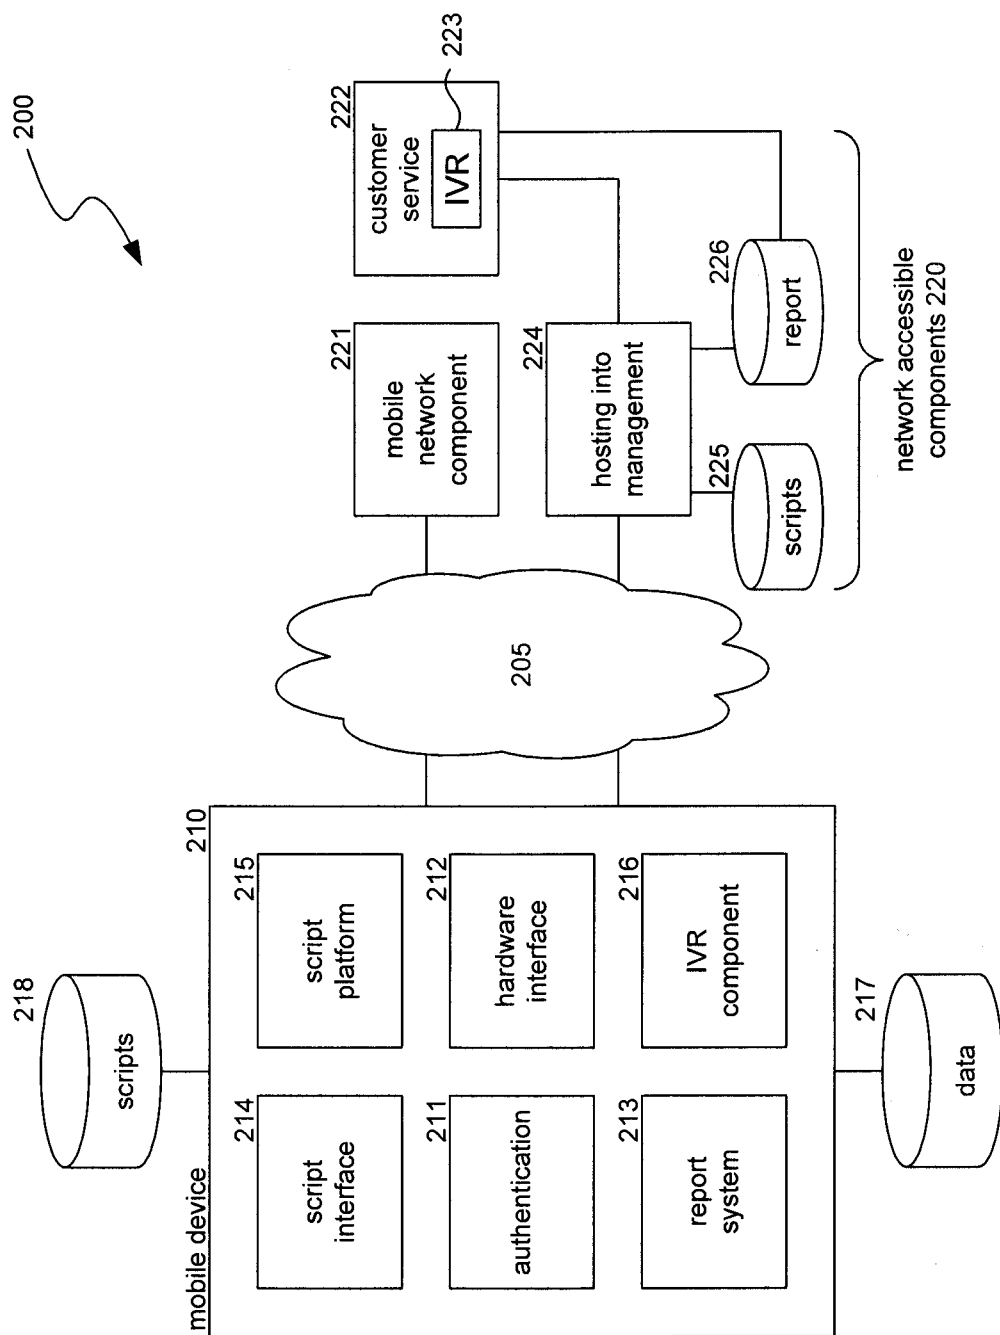 200
218
scripts
mobile device
210
214
script
interface
215
script
platform
211
authentication
212
hardware
interface
213
report
system
216
IVR
component
217
data
205
221
mobile
network
component
222
customer
service
IVR
223
224
hosting into
management
225
scripts
226
report
network accessible
components 220